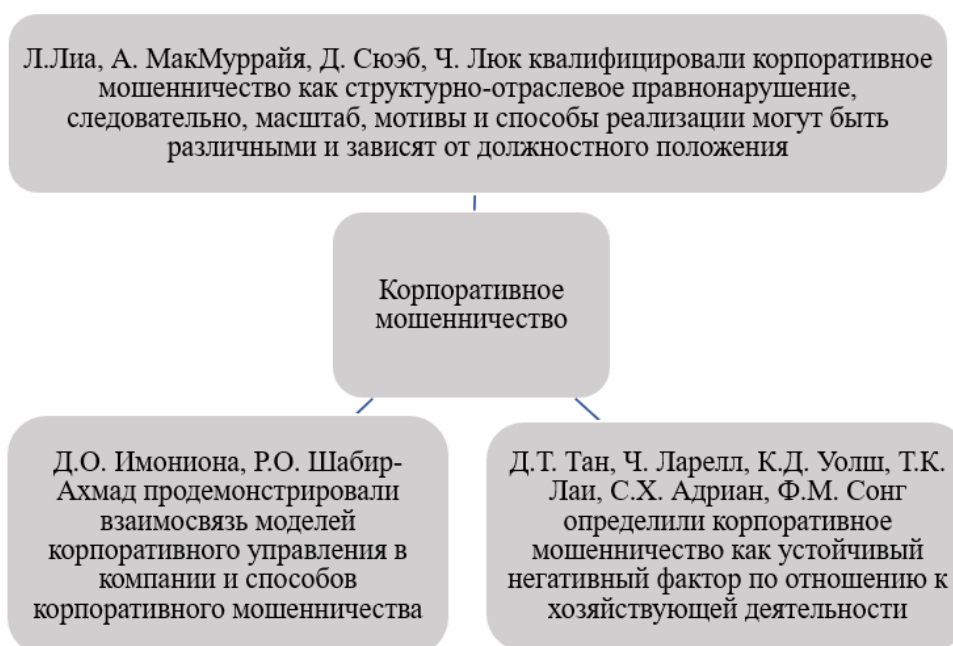 Л.Лиа, А. МакМуррайя, Д. Сюэб, Ч. Люк квалифицировали корпоративное
мошенничество как структурно-отраслевое правнонарушение,
следовательно, масштаб, мотивы и способы реализации могут быть
различными и зависят от должностного положения
Корпоративное
мошенничество
Д.О. Имониона, Р.О. Шабир-
Ахмад продемонстрировали
взаимосвязь моделей
корпоративного управления в
компании и способов
корпоративного мошенничества
Д.Т. Тан, Ч. Ларелл, К.Д. Уолш, Т.К.
Лаи, С.Х. Адриан, Ф.М. Сонг
определили корпоративное
мошенничество как устойчивый
негативный фактор по отношению к
хозяйствующей деятельности